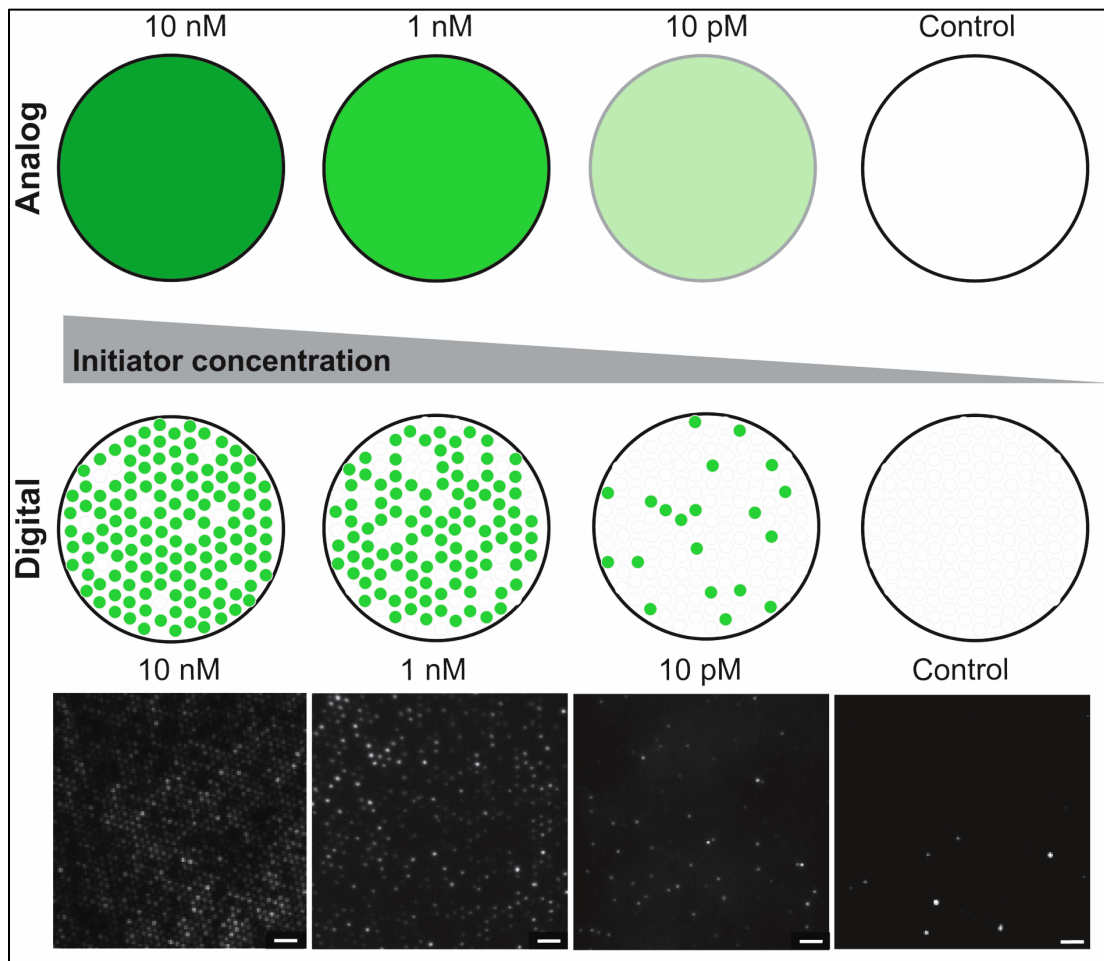 10 nM 1 nM 10 pM Control
Analog
Initiator concentration
Digital
10 nM 1 nM 10 pM Control